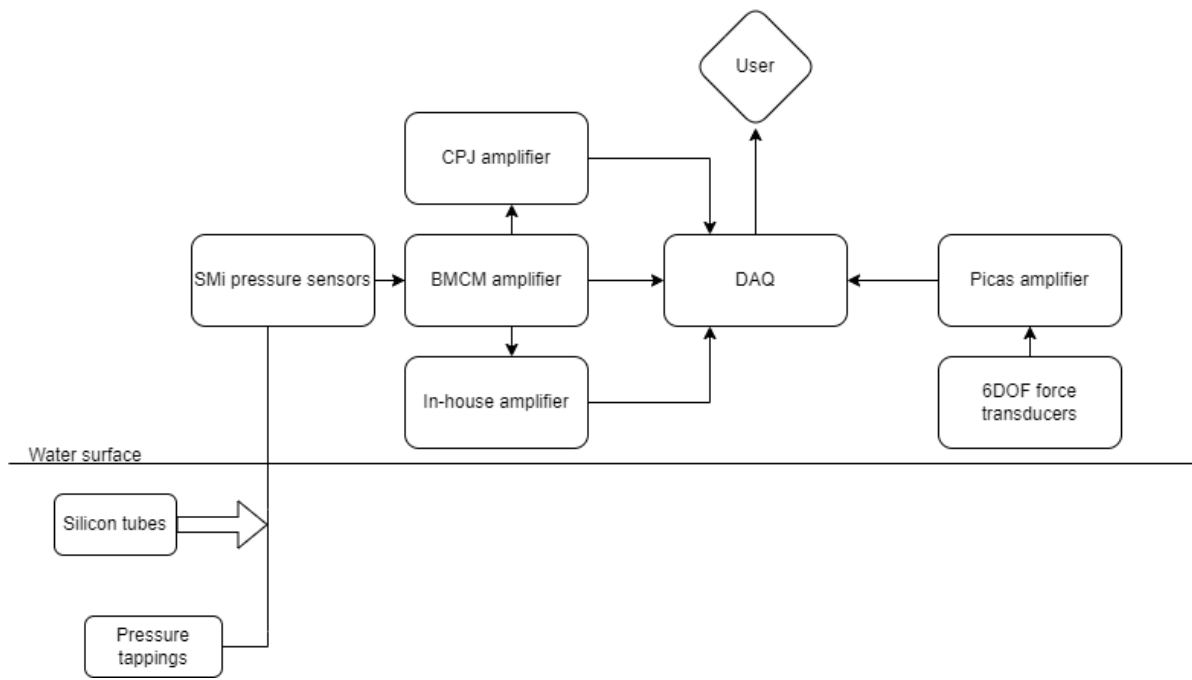 User
CPJ amplifier
SMi pressure sensors
BMCM amplifier
DAQ
Picas amplifier
In-house amplifier
6DOF force
transducers
Water surface
Silicon tubes
Pressure
tappings